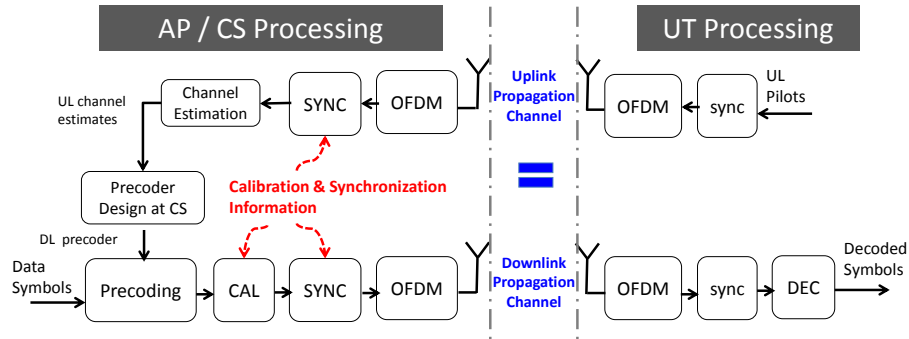 AP / CS Processing
UT Processing
UL channel
estimates
Channel
Estimation
SYNC
OFDM
Uplink
Propagation
Channel
OFDM
sync
UL
Pilots
Precoder
Design at CS
Calibration & Synchronization
Information
DL precoder
Data
Symbols
Precoding
CAL
SYNC
OFDM
Downlink
Propagation
Channel
OFDM
sync
DEC
Decoded
Symbols